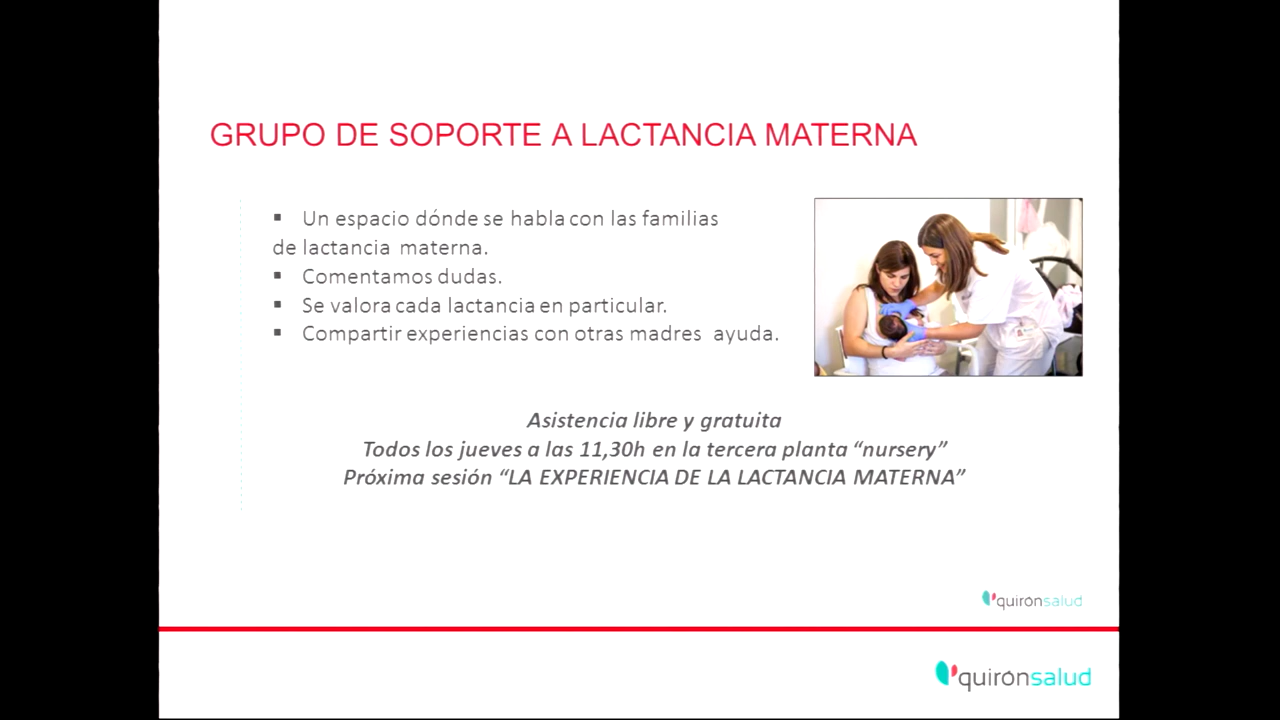 GRUPO DE SOPORTE A LACTANCIA MATERNA
▪ Un espacio dónde se habla con las familias
de lactancia materna.
▪ Comentamos dudas.
▪ Se valora cada lactancia en particular.
▪ Compartir experiencias con otras madres ayuda.
Asistencia libre y gratuita
Todos los jueves a las 11,30h en la tercera planta “nursery”
Próxima sesión “LA EXPERIENCIA DE LA LACTANCIA MATERNA”
quirónsalud
quirónsalud